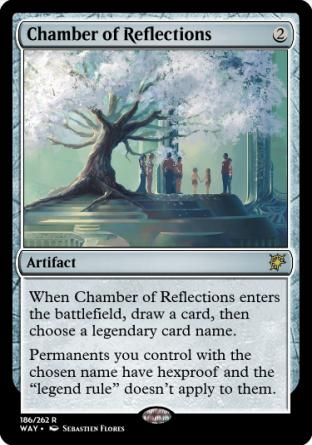 Chamber of Reflections 2
Artifact
When Chamber of Reflections enters
the battlefield, draw a card, then
choose a legendary card name.
Permanents you control with the
chosen name have hexproof and the
“legend rule” doesn’t apply to them.
186/262 R
WAY • Sebastien Flores